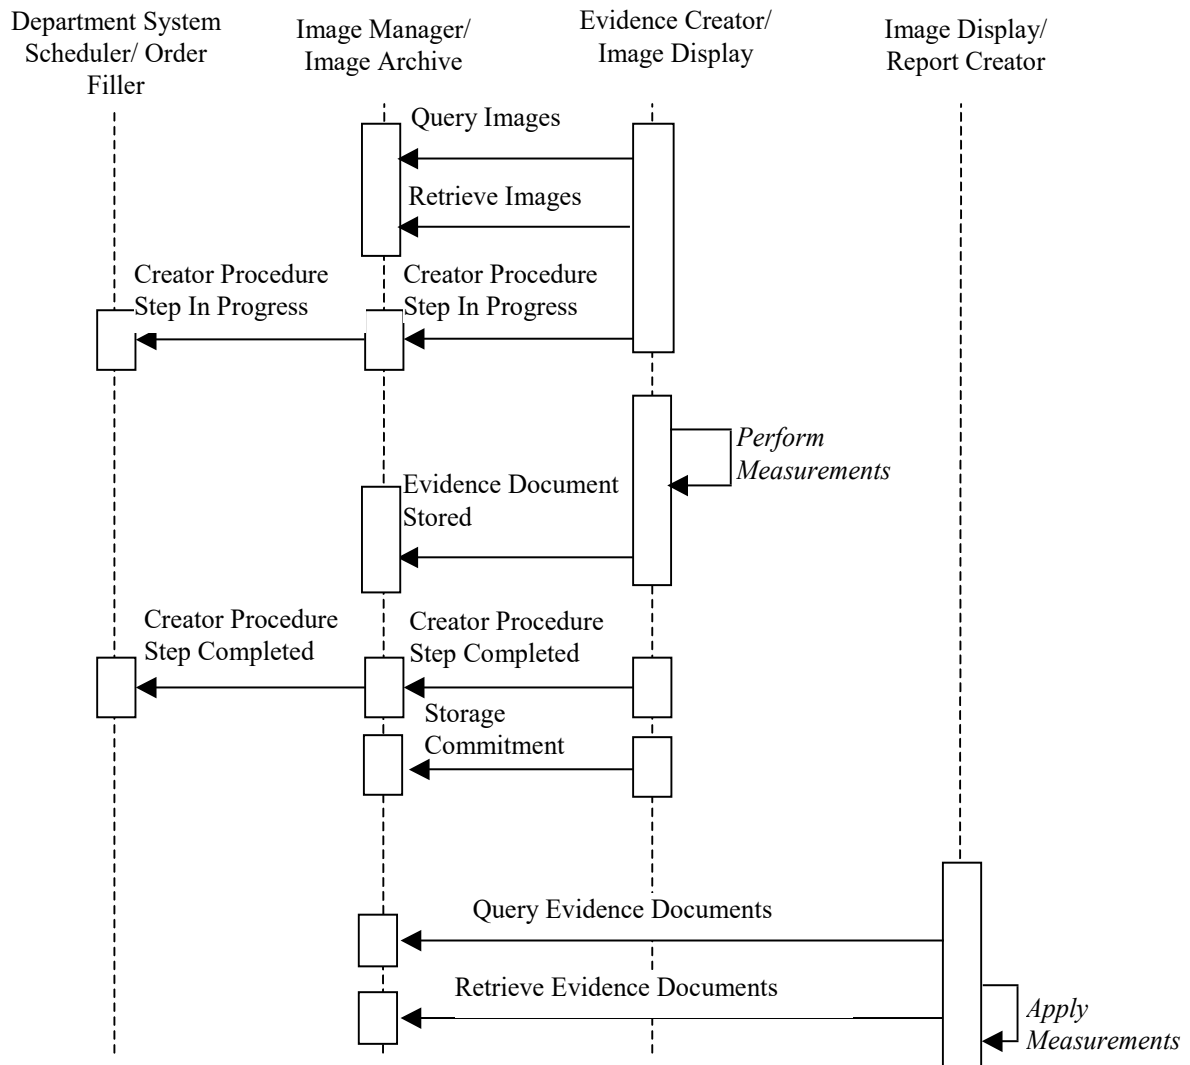 Department System
Scheduler/ Order
Filler
Image Manager/
Image Archive
Evidence Creator/
Image Display
Image Display/
Report Creator
Query Images
Retrieve Images
Creator Procedure
Step In Progress
Creator Procedure
Step In Progress
Perform
Measurements
Evidence Document
Stored
Creator Procedure
Step Completed
Creator Procedure
Step Completed
Storage
Commitment
Query Evidence Documents
Retrieve Evidence Documents
Apply
Measurements